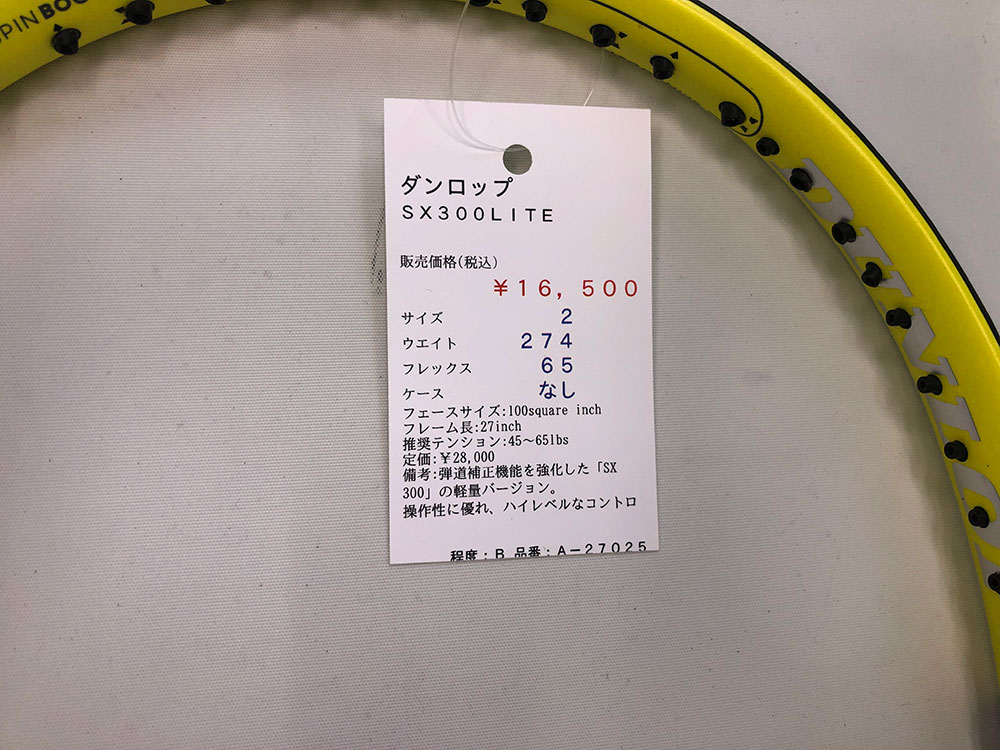 ダンロップ
SX300LITE
販売価格(税込)
¥16,500
サイズ 2
ウエイト 274
フレックス 65
ケース なし
フェースサイズ:100square inch
フレーム長:27inch
推奨テンション:45～65lbs
定価:¥28,000
備考:弾道補正機能を強化した「SX
300」の軽量バージョン。
操作性に優れ、ハイレベルなコントロ
程度:B 品番:A-27025
DUNLOP